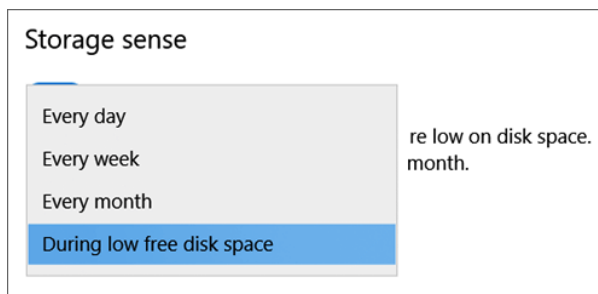 Storage sense
Every day
re low on disk space.
Every week
month.
Every month
During low free disk space